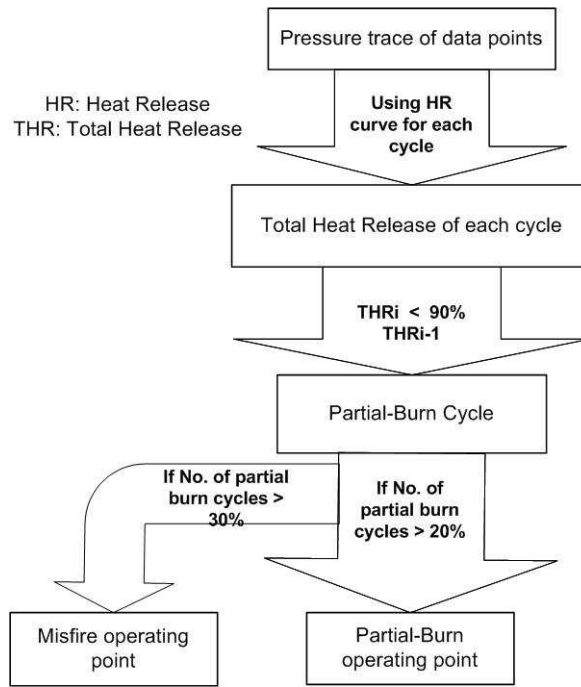 Pressure trace of data points
HR: Heat Release
THR: Total Heat Release
Using HR
curve for each
cycle
Total Heat Release of each cycle
THRi < 90%
THRi-1
Partial-Burn Cycle
If No. of partial
burn cycles >
30%
If No. of
partial burn
cycles > 20%
Misfire operating
point
Partial-Burn
operating point